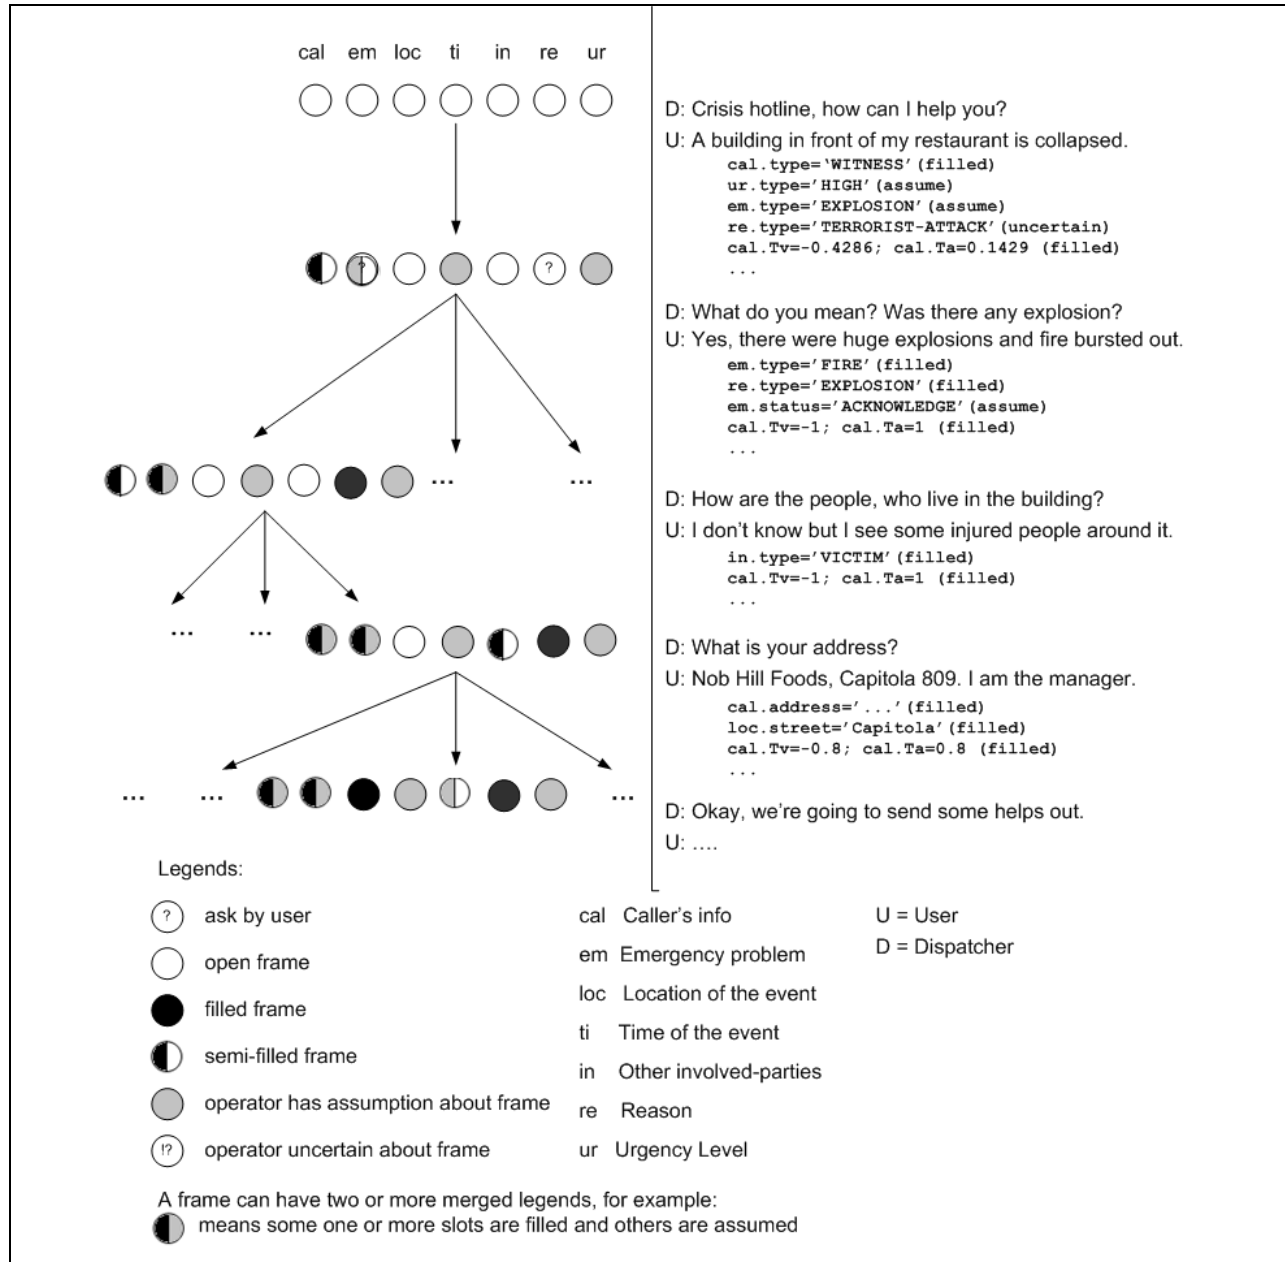 cal em loc ti in re ur
D: Crisis hotline, how can I help you?
U: A building in front of my restaurant is collapsed.
cal.type=‘WITNESS’ (filled)
ur.type=’HIGH’ (assume)
em.type=’EXPLOSION’ (assume)
re.type=’TERRORIST-ATTACK’ (uncertain)
cal.Tv=-0.4286; cal.Ta=0.1429 (filled)
...
? ?
D: What do you mean? Was there any explosion?
U: Yes, there were huge explosions and fire bursted out.
em.type=’FIRE’ (filled)
re.type=’EXPLOSION’ (filled)
em.status=’ACKNOWLEDGE’ (assume)
cal.Tv=-1; cal.Ta=1 (filled)
...
... ...
D: How are the people, who live in the building?
U: I don’t know but I see some injured people around it.
in.type=’VICTIM’ (filled)
cal.Tv=-1; cal.Ta=1 (filled)
...
... ...
D: What is your address?
U: Nob Hill Foods, Capitola 809. I am the manager.
cal.address=’...’ (filled)
loc.street=’Capitola’ (filled)
cal.Tv=-0.8; cal.Ta=0.8 (filled)
...
... ... ...
D: Okay, we’re going to send some helps out.
U: ....
Legends:
? ask by user
open frame
filled frame
semi-filled frame
operator has assumption about frame
!? operator uncertain about frame
cal Caller’s info
em Emergency problem
loc Location of the event
ti Time of the event
in Other involved-parties
re Reason
ur Urgency Level
U = User
D = Dispatcher
A frame can have two or more merged legends, for example:
means some one or more slots are filled and others are assumed